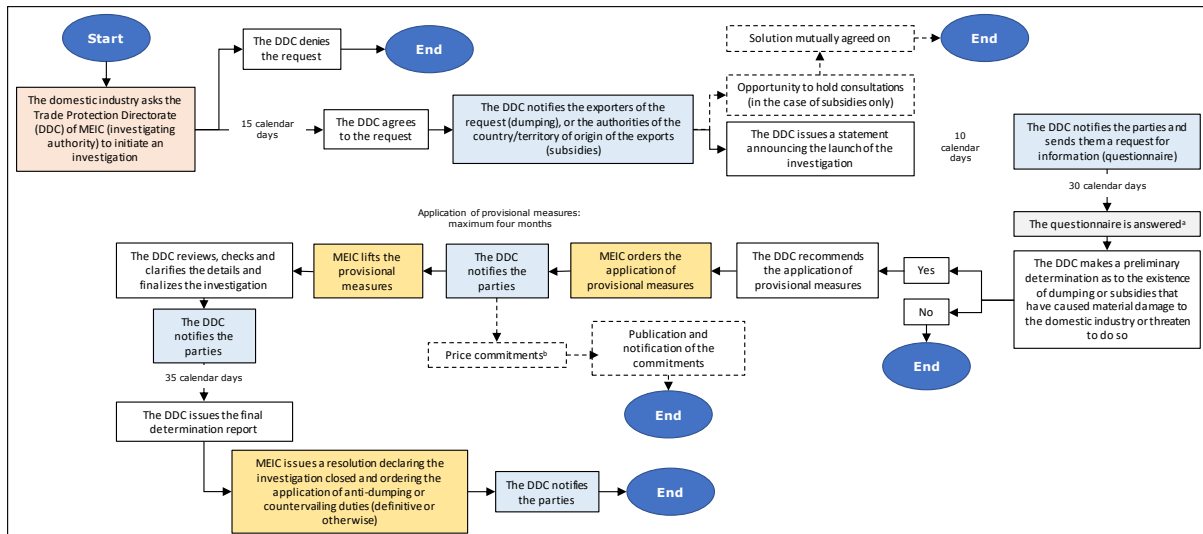 Start
The DDC denies
the request
End
Solution mutually agreed on
End
The domestic industry asks the
Trade Protection Directorate
(DDC) of MEIC (investigating
authority) to initiate an
investigation
15 calendar
days
The DDC agrees
to the request
The DDC notifies the exporters of the
request (dumping), or the authorities of the
country/territory of origin of the exports
(subsidies)
Opportunity to hold consultations
(in the case of subsidies only)
The DDC issues a statement
announcing the launch of the
investigation
10
calendar
days
The DDC notifies the parties and
sends them a request for
information (questionnaire)
30 calendar days
The questionnaire is answeredᵃ
The DDC makes a preliminary
determination as to the existence
of dumping or subsidies that
have caused material damage to
the domestic industry or threaten
to do so
Yes
No
End
The DDC recommends
the application of
provisional measures
MEIC orders the
application of
provisional measures
Application of provisional measures:
maximum four months
The DDC
notifies the
parties
MEIC lifts the
provisional
measures
The DDC reviews, checks and
clarifies the details and
finalizes the investigation
Price commitmentsᵇ
Publication and
notification of the
commitments
End
The DDC
notifies the
parties
35 calendar days
The DDC issues the final
determination report
MEIC issues a resolution declaring the
investigation closed and ordering the
application of anti-dumping or
countervailing duties (definitive or
otherwise)
The DDC notifies
the parties
End